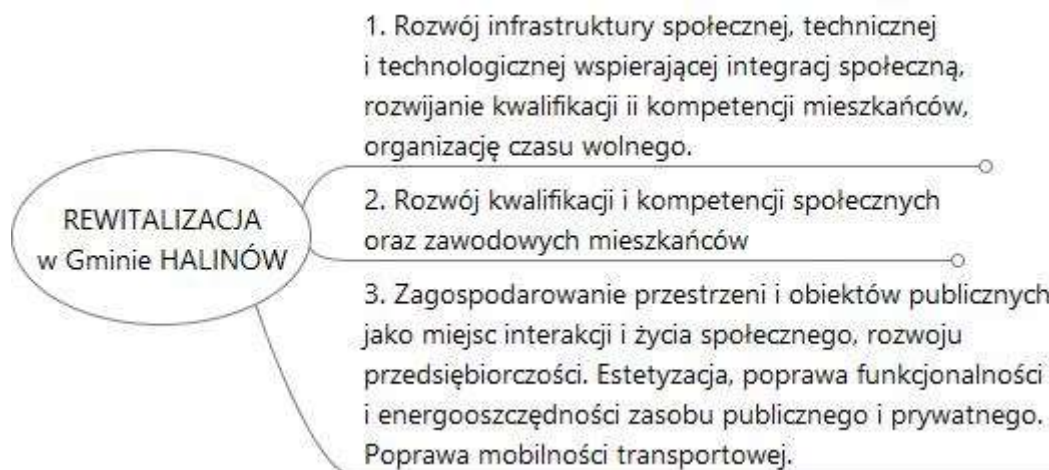 REWITALIZACJA
w Gminie HALINÓW
1. Rozwój infrastruktury społecznej, technicznej
i technologicznej wspierającej integracj społeczną,
rozwijanie kwalifikacji ii kompetencji mieszkańców,
organizację czasu wolnego.
2. Rozwój kwalifikacji i kompetencji społecznych
oraz zawodowych mieszkańców
3. Zagospodarowanie przestrzeni i obiektów publicznych
jako miejsc interakcji i życia społecznego, rozwoju
przedsiębiorczości. Estetyzacja, poprawa funkcjonalności
i energooszczędności zasobu publicznego i prywatnego.
Poprawa mobilności transportowej.